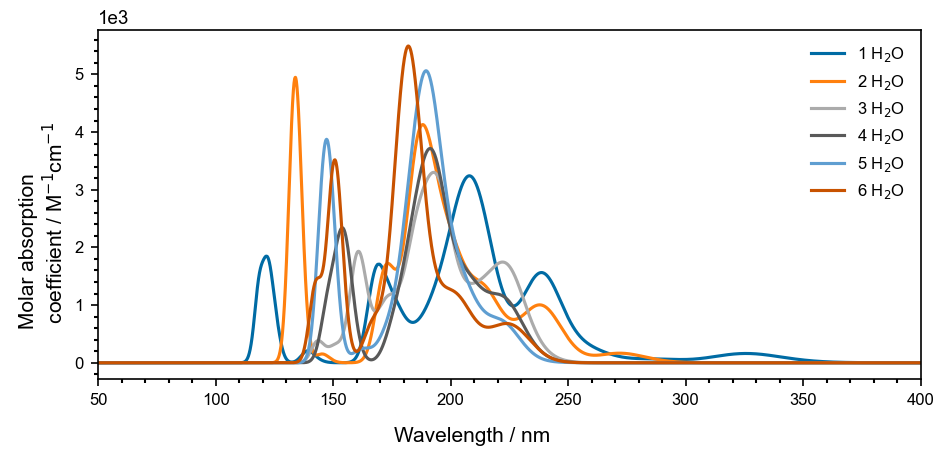 1e3
5
4
3
2
1
0
Molar absorption
coefficient / M⁻¹cm⁻¹
50 100 150 200 250 300 350 400
Wavelength / nm
1 H₂O
2 H₂O
3 H₂O
4 H₂O
5 H₂O
6 H₂O